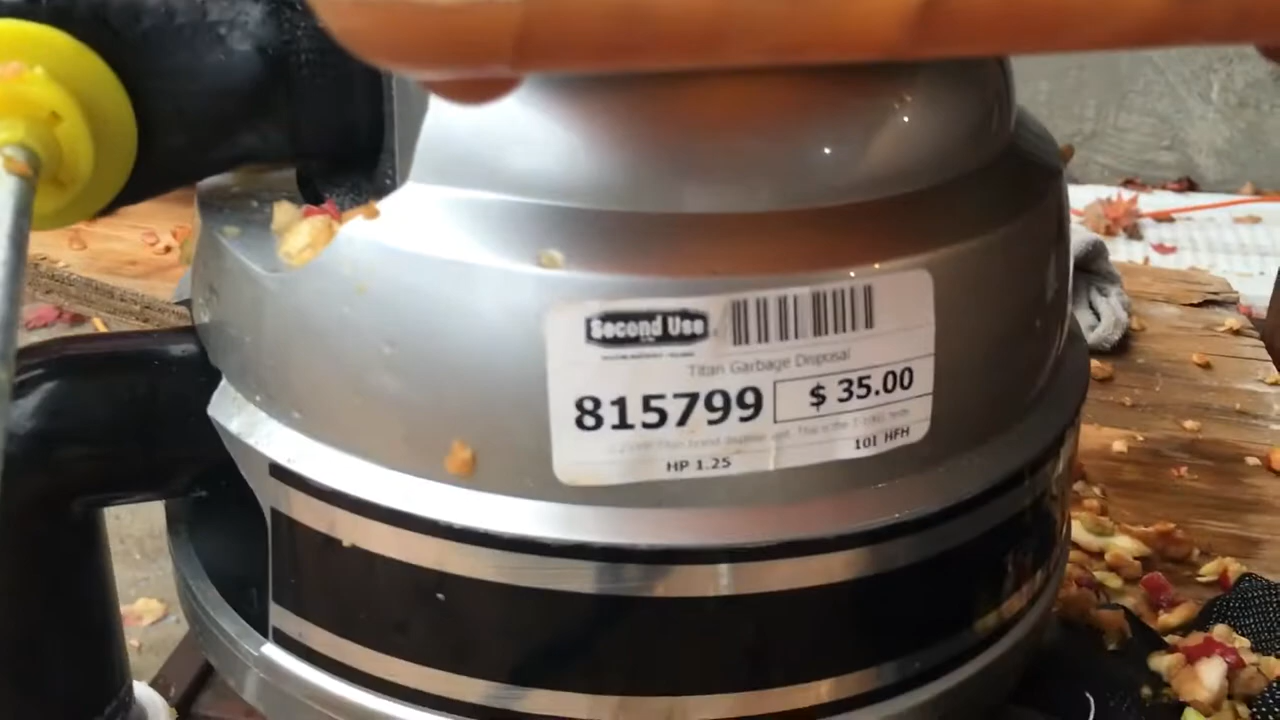 Second Use
Titan Garbage Disposal
815799
$ 35.00
HP 1.25
101 HFH